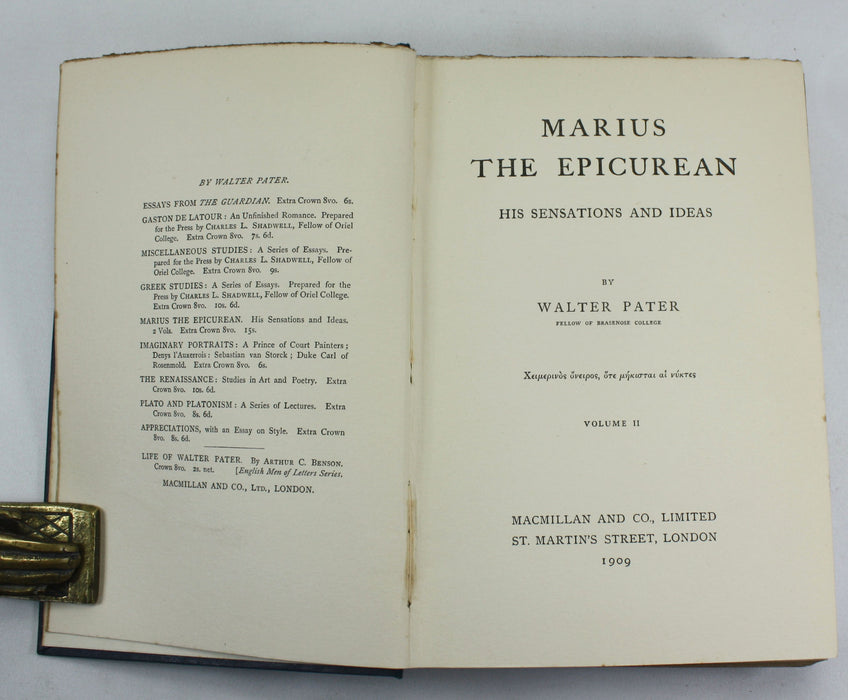 BY WALTER PATER.
ESSAYS FROM THE GUARDIAN. Extra Crown 8vo. 6s.
GASTON DE LATOUR: An Unfinished Romance. Prepared
for the Press by CHARLES L. SHADWELL, Fellow of Oriel
College. Extra Crown 8vo. 7s. 6d.
MISCELLANEOUS STUDIES: A Series of Essays. Pre-
pared for the Press by CHARLES L. SHADWELL, Fellow of
Oriel College. Extra Crown 8vo. 9s.
GREEK STUDIES: A Series of Essays. Prepared for the
Press by CHARLES L. SHADWELL, Fellow of Oriel College.
Extra Crown 8vo. 10s. 6d.
MARIUS THE EPICUREAN. His Sensations and Ideas.
2 Vols. Extra Crown 8vo. 15s.
IMAGINARY PORTRAITS: A Prince of Court Painters;
Denys l'Auxerrois: Sebastian van Storck; Duke Carl of
Rosenmold. Extra Crown 8vo. 6s.
THE RENAISSANCE: Studies in Art and Poetry. Extra
Crown 8vo. 10s. 6d.
PLATO AND PLATONISM: A Series of Lectures. Extra
Crown 8vo. 8s. 6d.
APPRECIATIONS, with an Essay on Style. Extra Crown
8vo. 8s. 6d.
LIFE OF WALTER PATER. By ARTHUR C. BENSON.
Crown 8vo. 2s. net. [English Men of Letters Series.
MACMILLAN AND CO., LTD., LONDON.
MARIUS
THE EPICUREAN
HIS SENSATIONS AND IDEAS
BY
WALTER PATER
FELLOW OF BRASENOSE COLLEGE
Χειμερινὸς ὄνειρος, ὅτε μήκισται αἱ νύκτες
VOLUME II
MACMILLAN AND CO., LIMITED
ST. MARTIN'S STREET, LONDON
1909